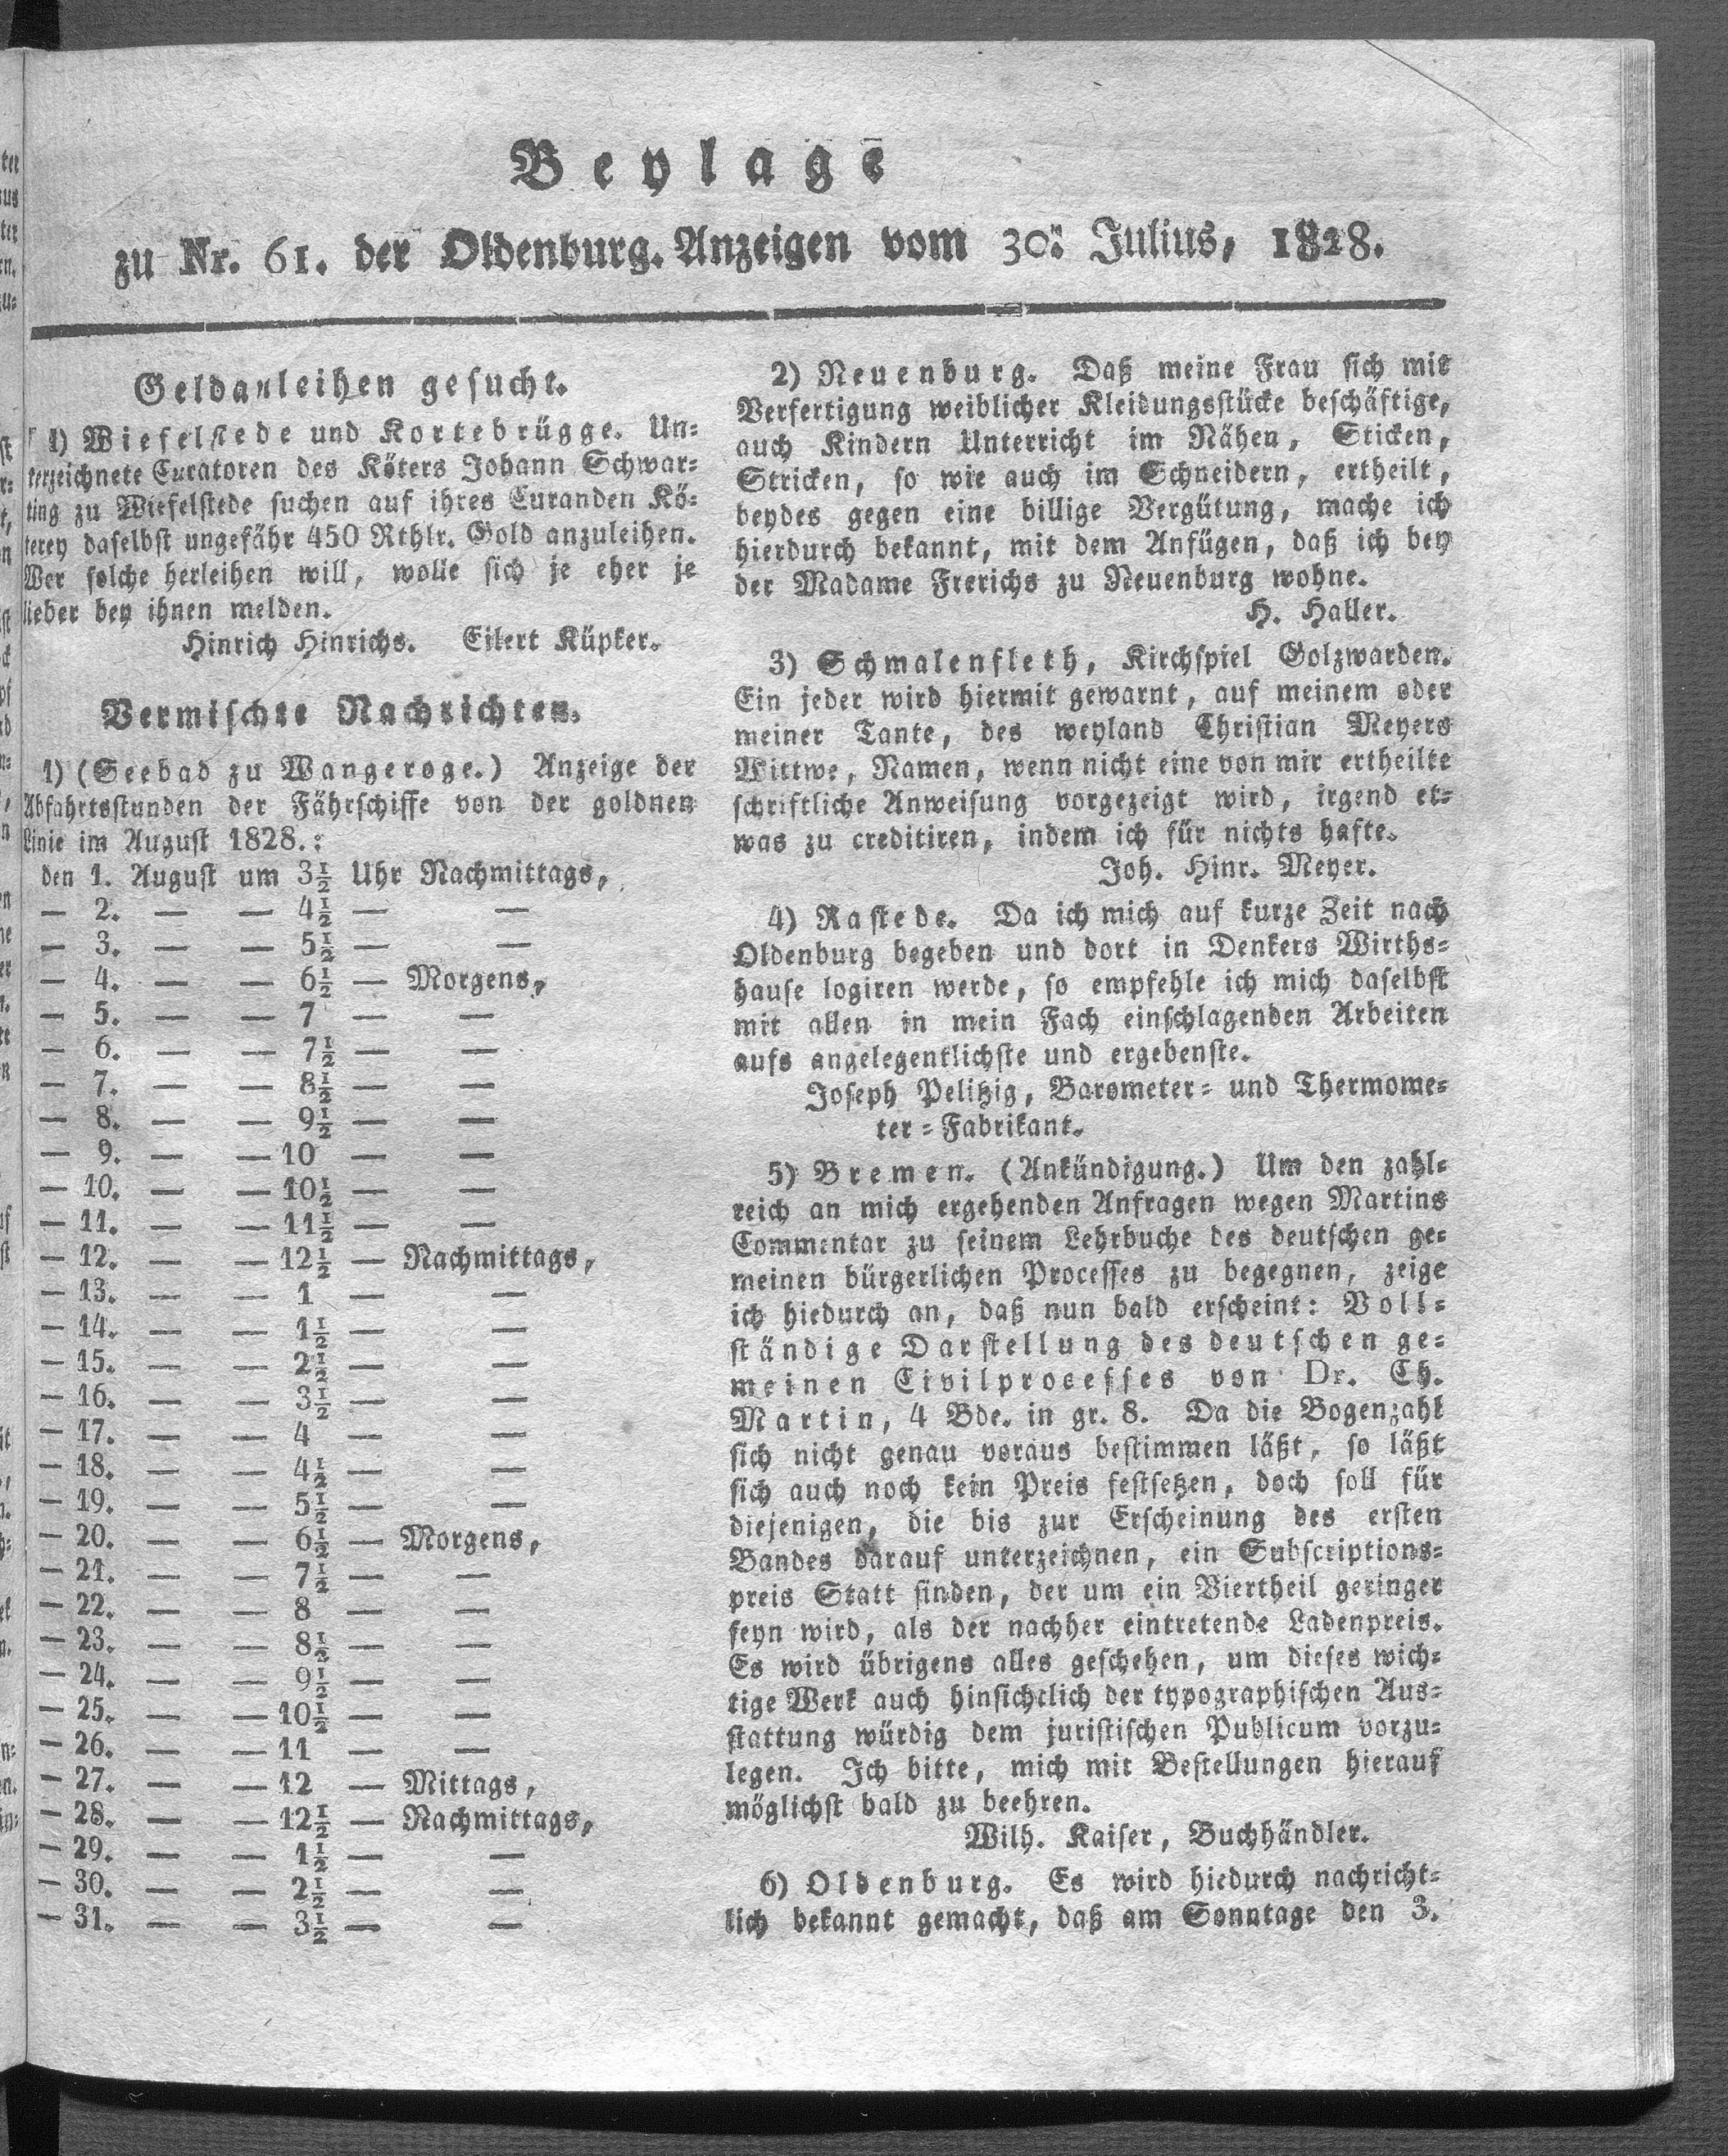 Beylage
zu Nr. 61. der Oldenburg. Anzeigen vom 30n Julius, 1828.
Geldanleihen gesucht.
1) Wiefelstede und Kortebrügge. Un-
terzeichnete Curatoren des Köters Johann Schwar-
ting zu Wiefelstede suchen auf ihres Curanden Kö-
terey daselbst ungefähr 450 Rthlr. Gold anzuleihen.
Wer solche herleihen will, wolle sich je eher je
lieber bey ihnen melden.
Hinrich Hinrichs. Eilert Küpker.
Vermischte Nachrichten.
1) (Seebad zu Wangeroge.) Anzeige der
Abfahrtsstunden der Fährschiffe von der goldnen
Linie im August 1828.:
den 1. August um 3½ Uhr Nachmittags,
— 2. — — 4½ — —
— 3. — — 5½ — —
— 4. — — 6½ — Morgens,
— 5. — — 7 — —
— 6. — — 7½ — —
— 7. — — 8½ — —
— 8. — — 9½ — —
— 9. — — 10 — —
— 10. — — 10½ — —
— 11. — — 11½ — —
— 12. — — 12½ — Nachmittags,
— 13. — — 1 — —
— 14. — — 1½ — —
— 15. — — 2½ — —
— 16. — — 3½ — —
— 17. — — 4 — —
— 18. — — 4½ — —
— 19. — — 5½ — —
— 20. — — 6½ — Morgens,
— 21. — — 7½ — —
— 22. — — 8 — —
— 23. — — 8½ — —
— 24. — — 9½ — —
— 25. — — 10½ — —
— 26. — — 11 — —
— 27. — — 12 — Mittags,
— 28. — — 12½ — Nachmittags,
— 29. — — 1½ — —
— 30. — — 2½ — —
— 31. — — 3½ — —
2) Neuenburg. Daß meine Frau sich mit
Verfertigung weiblicher Kleidungsstücke beschäftige,
auch Kindern Unterricht im Nähen, Sticken,
Stricken, so wie auch im Schneidern, ertheilt,
beydes gegen eine billige Vergütung, mache ich
hierdurch bekannt, mit dem Anfügen, daß ich bey
der Madame Frerichs zu Neuenburg wohne.
H. Haller.
3) Schmalenfleth, Kirchspiel Golzwarden.
Ein jeder wird hiermit gewarnt, auf meinem oder
meiner Tante, des weyland Christian Meyers
Wittwe, Namen, wenn nicht eine von mir ertheilte
schriftliche Anweisung vorgezeigt wird, irgend et-
was zu creditiren, indem ich für nichts hafte.
Joh. Hinr. Meyer.
4) Rastede. Da ich mich auf kurze Zeit nach
Oldenburg begeben und dort in Denkers Wirths-
hause logiren werde, so empfehle ich mich daselbst
mit allen in mein Fach einschlagenden Arbeiten
aufs angelegentlichste und ergebenste.
Joseph Pelitzig, Barometer- und Thermome-
ter-Fabrikant.
5) Bremen. (Ankündigung.) Um den zahl-
reich an mich ergehenden Anfragen wegen Martins
Commentar zu seinem Lehrbuche des deutschen ge-
meinen bürgerlichen Processes zu begegnen, zeige
ich hiedurch an, daß nun bald erscheint: Voll-
ständige Darstellung des deutschen ge-
meinen Civilprocesses von Dr. Ch.
Martin, 4 Bde. in gr. 8. Da die Bogenzahl
sich nicht genau voraus bestimmen läßt, so läßt
sich auch noch kein Preis festsetzen, doch soll für
diejenigen, die bis zur Erscheinung des ersten
Bandes darauf unterzeichnen, ein Subscriptions-
preis Statt finden, der um ein Viertheil geringer
seyn wird, als der nachher eintretende Ladenpreis.
Es wird übrigens alles geschehen, um dieses wich-
tige Werk auch hinsichtlich der typographischen Aus-
stattung würdig dem juristischen Publicum vorzu-
legen. Ich bitte, mich mit Bestellungen hierauf
möglichst bald zu beehren.
Wilh. Kaiser, Buchhändler.
6) Oldenburg. Es wird hiedurch nachricht-
lich bekannt gemacht, daß am Sonntage den 3.